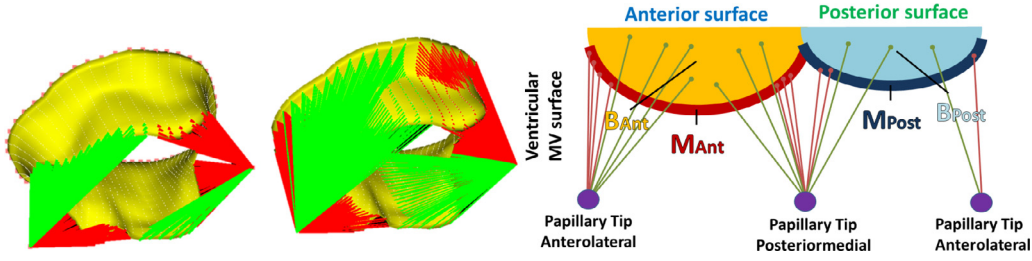 Anterior surface
Posterior surface
Ventricular
MV surface
BAnt
MAnt
MPost
BPost
Papillary Tip
Anterolateral
Papillary Tip
Posteriormedial
Papillary Tip
Anterolateral